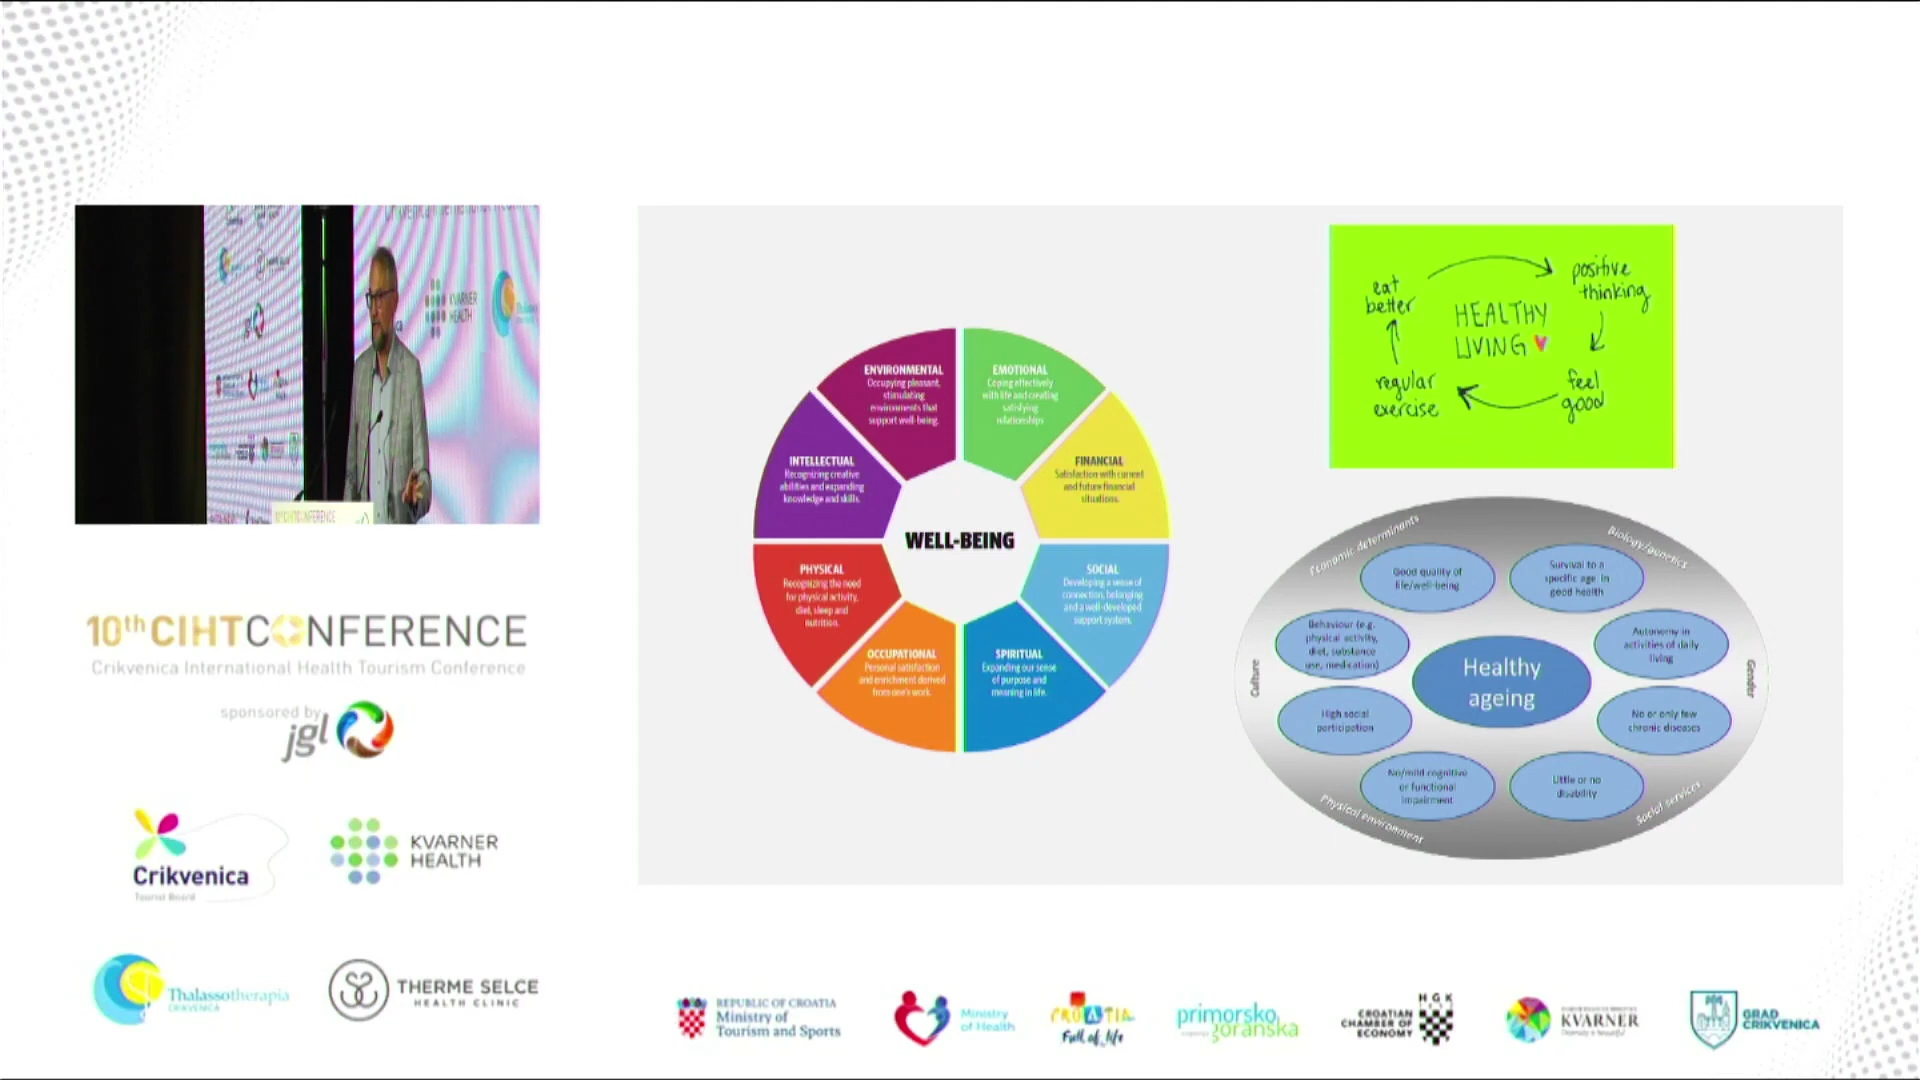 KVARNER
HEALTH
10th CIHT CONFERENCE
Crikvenica International Health Tourism Conference
sponsored by
jgl
Crikvenica
Tourist Board
KVARNER
HEALTH
Thalassotherapia
CRIKVENICA
THERME SELCE
HEALTH CLINIC
ENVIRONMENTAL
Occupying pleasant,
stimulating
environments that
support well-being.
EMOTIONAL
Coping effectively
with life and creating
satisfying
relationships
FINANCIAL
Satisfaction with current
and future financial
situations.
SOCIAL
Developing a sense of
connection, belonging
and a well-developed
support system.
SPIRITUAL
Expanding our sense
of purpose and
meaning in life.
OCCUPATIONAL
Personal satisfaction
and enrichment derived
from one's work.
PHYSICAL
Recognizing the need
for physical activity,
diet, sleep and
nutrition.
INTELLECTUAL
Recognizing creative
abilities and expanding
knowledge and skills.
WELL-BEING
HEALTHY
LIVING
eat
better
positive
thinking
feel
good
regular
exercise
Economic determinants
Biology/genetics
Culture
Gender
Physical environment
Social services
Good quality of
life/well-being
Survival to a
specific age in
good health
Behaviour (e.g.
physical activity,
diet, substance
use, medication)
Autonomy in
activities of daily
living
Healthy
ageing
High social
participation
No or only few
chronic diseases
No/mild cognitive
or functional
impairment
Little or no
disability
REPUBLIC OF CROATIA
Ministry of
Tourism and Sports
Ministry
of Health
CROATIA
Full of life
primorsko
goranska
CROATIAN
CHAMBER OF
ECONOMY
HGK
KVARNER
Diversity is beautiful
GRAD
CRIKVENICA